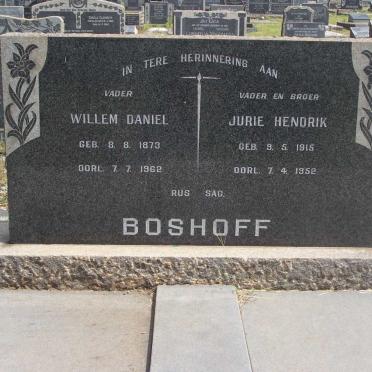 IN TERE HERINNERING AAN
VADER
WILLEM DANIEL
GEB. 8. 8. 1873
OORL. 7. 7. 1962
VADER EN BROER
JURIE HENDRIK
GEB. 9. 5. 1915
OORL. 7. 4. 1952
RUS SAG.
BOSHOFF